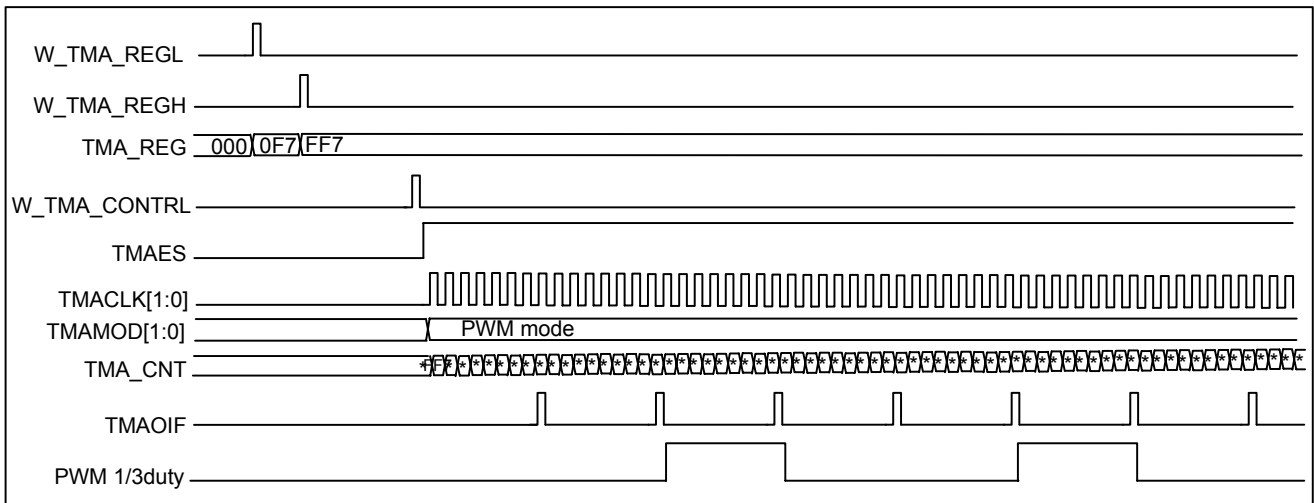 W_TMA_REGL
W_TMA_REGH
TMA_REG 000 0F7 FF7
W_TMA_CONTRL
TMAES
TMACLK[1:0]
TMAMOD[1:0] PWM mode
TMA_CNT
TMAOIF
PWM 1/3duty